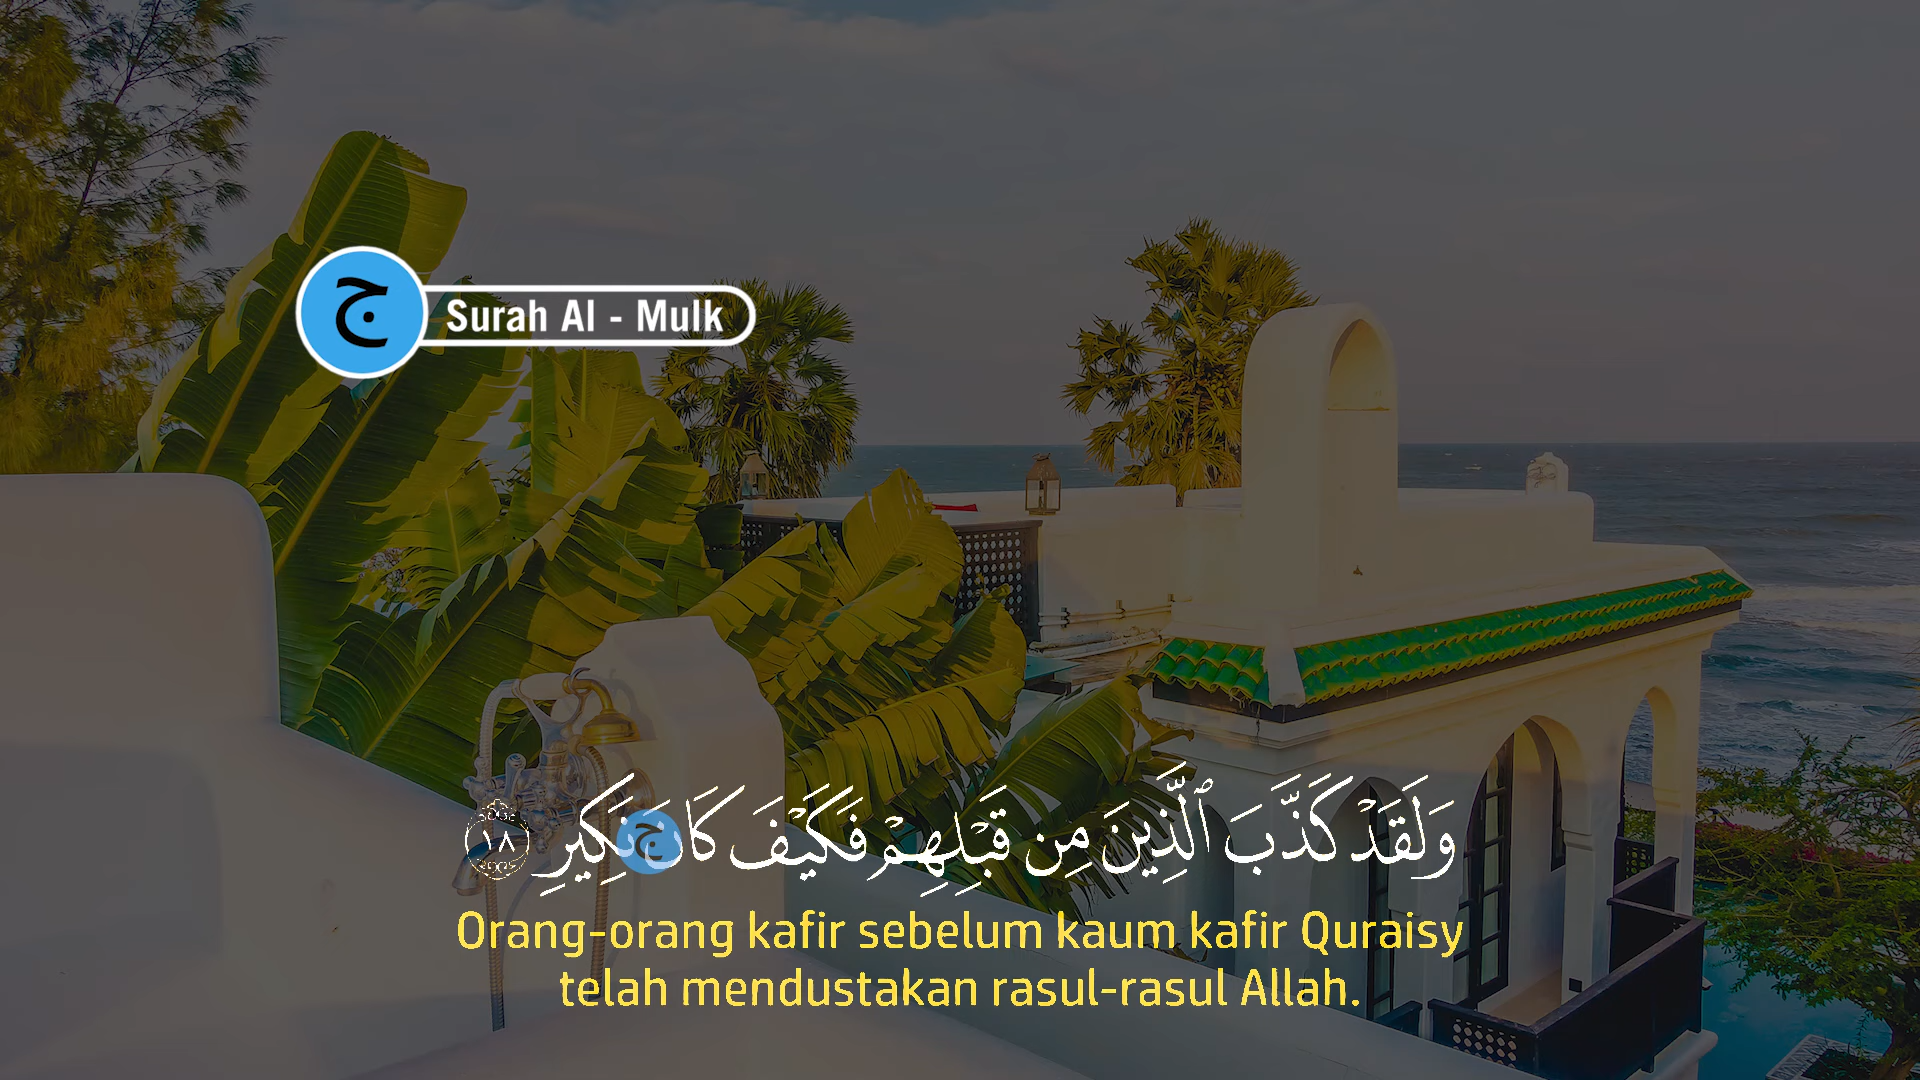 ج
Surah Al - Mulk
وَلَقَدْ كَذَّبَ ٱلَّذِينَ مِن قَبْلِهِمْ فَكَيْفَ كَانَ نَكِيرِ ١٨
ج
Orang-orang kafir sebelum kaum kafir Quraisy
telah mendustakan rasul-rasul Allah.